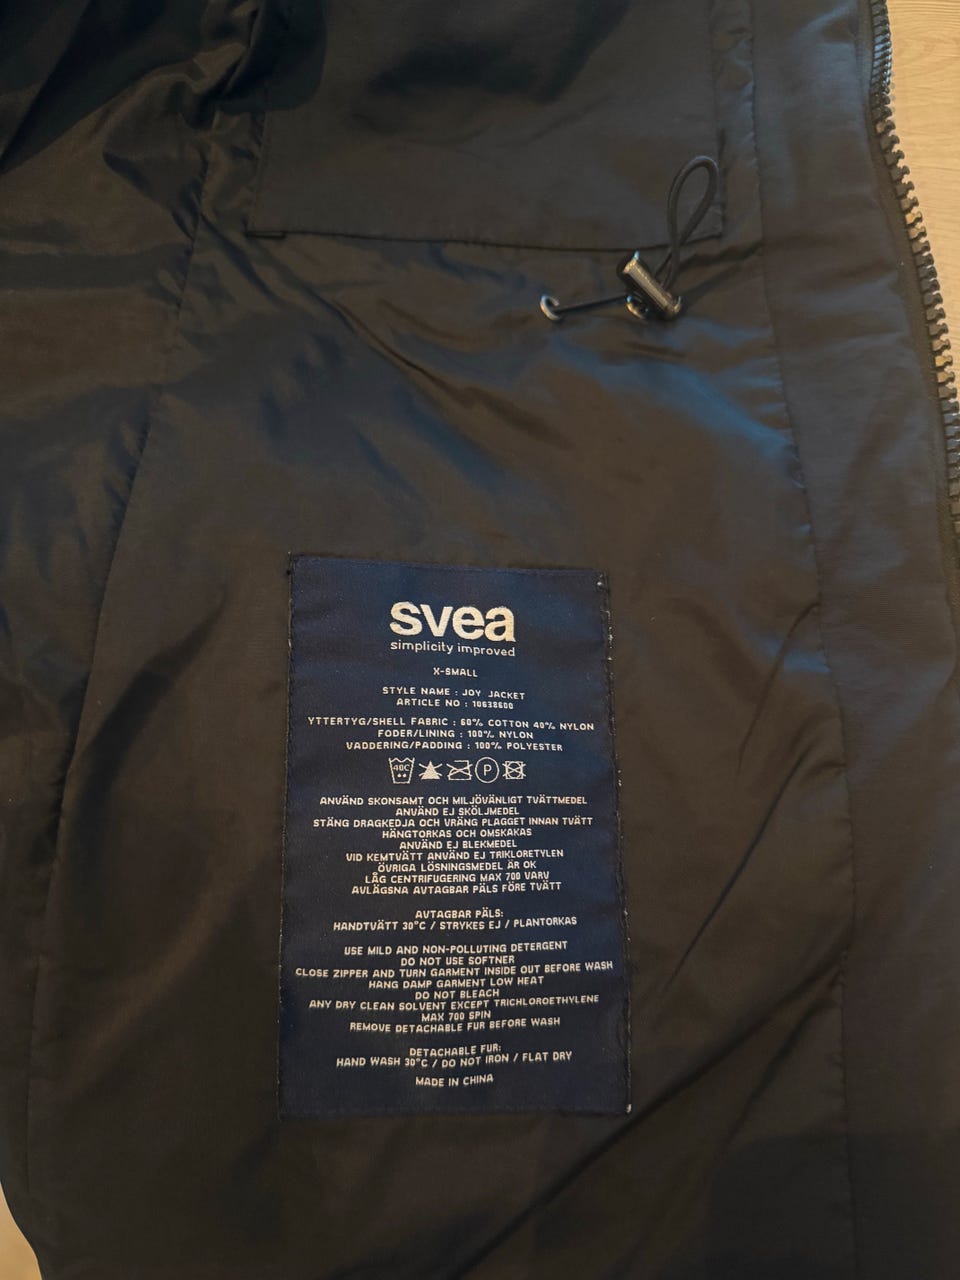 svea
simplicity improved
X-SMALL
STYLE NAME : JOY JACKET
ARTICLE NO : 10638600
YTTERTYG/SHELL FABRIC : 60% COTTON 40% NYLON
FODER/LINING : 100% NYLON
VADDERING/PADDING : 100% POLYESTER
40C P
ANVÄND SKONSAMT OCH MILJÖVÄNLIGT TVÄTTMEDEL
ANVÄND EJ SKÖLJMEDEL
STÄNG DRAGKEDJA OCH VRÄNG PLAGGET INNAN TVÄTT
HÄNGTORKAS OCH OMSKAKAS
ANVÄND EJ BLEKMEDEL
VID KEMTVÄTT ANVÄND EJ TRIKLORETYLEN
ÖVRIGA LÖSNINGSMEDEL ÄR OK
LÅG CENTRIFUGERING MAX 700 VARV
AVLÄGSNA AVTAGBAR PÄLS FÖRE TVÄTT
AVTAGBAR PÄLS:
HANDTVÄTT 30°C / STRYKES EJ / PLANTORKAS
USE MILD AND NON-POLLUTING DETERGENT
DO NOT USE SOFTNER
CLOSE ZIPPER AND TURN GARMENT INSIDE OUT BEFORE WASH
HANG DAMP GARMENT LOW HEAT
DO NOT BLEACH
ANY DRY CLEAN SOLVENT EXCEPT TRICHLOROETHYLENE
MAX 700 SPIN
REMOVE DETACHABLE FUR BEFORE WASH
DETACHABLE FUR:
HAND WASH 30°C / DO NOT IRON / FLAT DRY
MADE IN CHINA